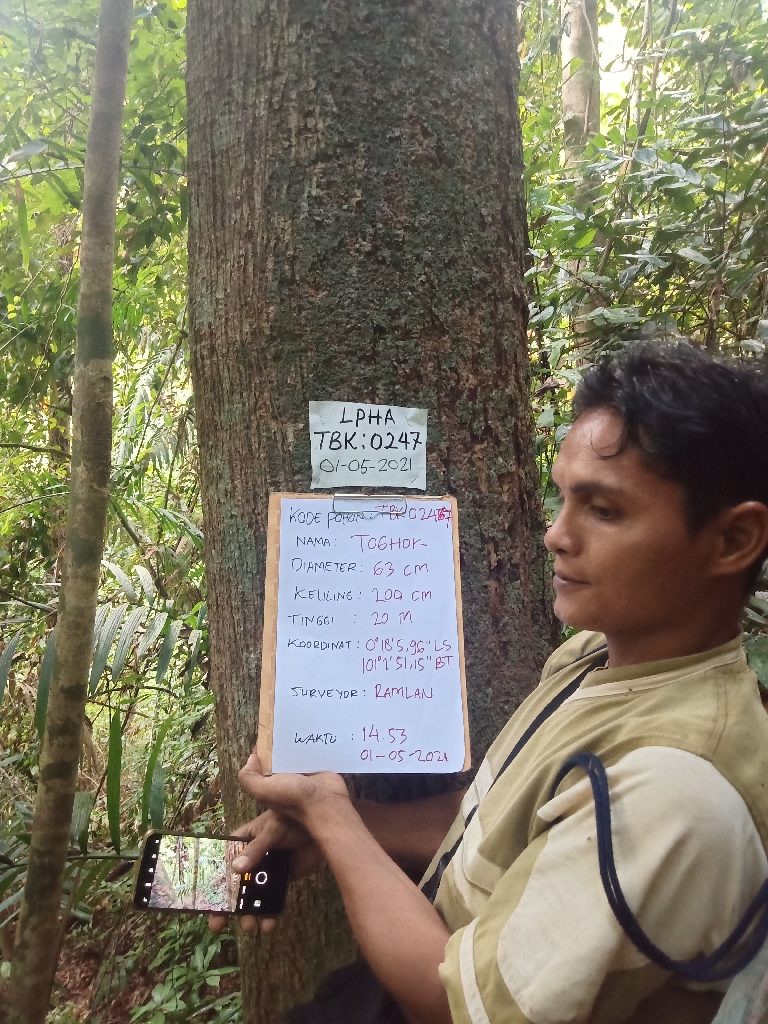 LPHA
TBK:0247
01-05-2021
KODE POHON: TBK 0247
NAMA: TOGHOR
DIAMETER: 63 CM
KELILING: 200 CM
TINGGI : 20 M
KOORDINAT: 0°18'5,96" LS
101°1'51,15" BT
SURVEYOR: RAMLAN
WAKTU : 14.53
01-05-2021